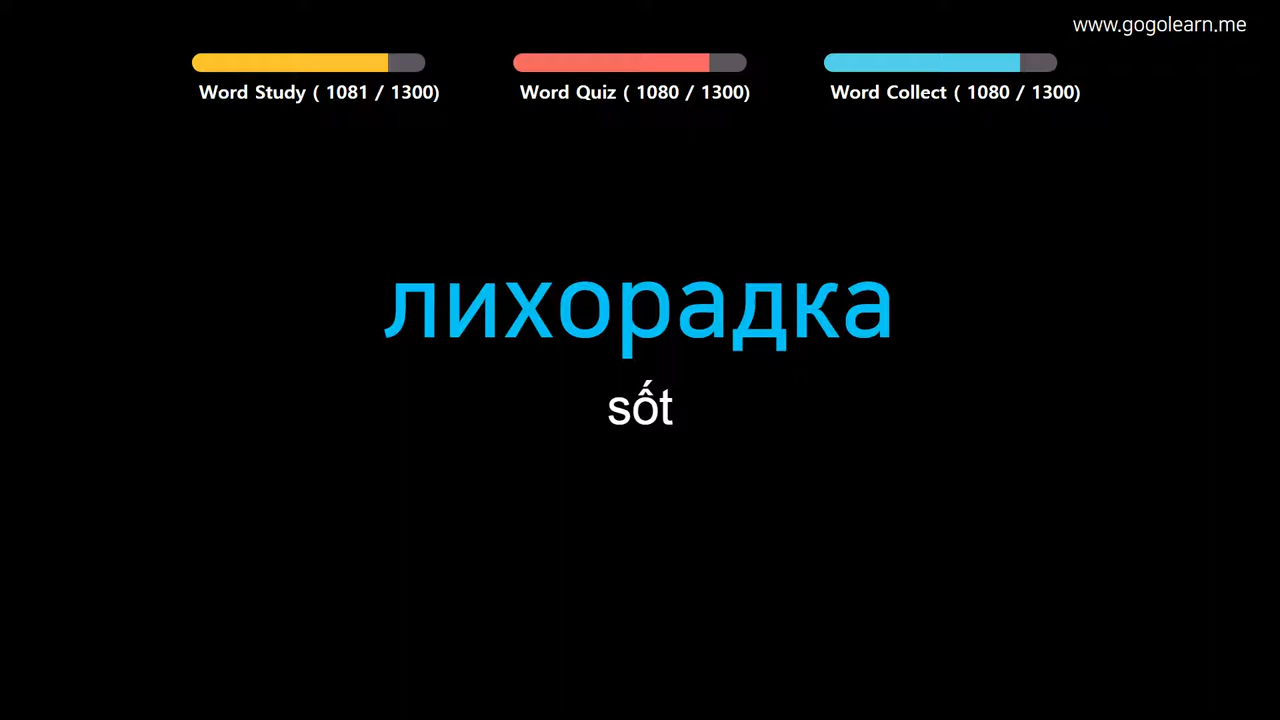 www.gogolearn.me
Word Study ( 1081 / 1300)
Word Quiz ( 1080 / 1300)
Word Collect ( 1080 / 1300)
лихорадка
sốt